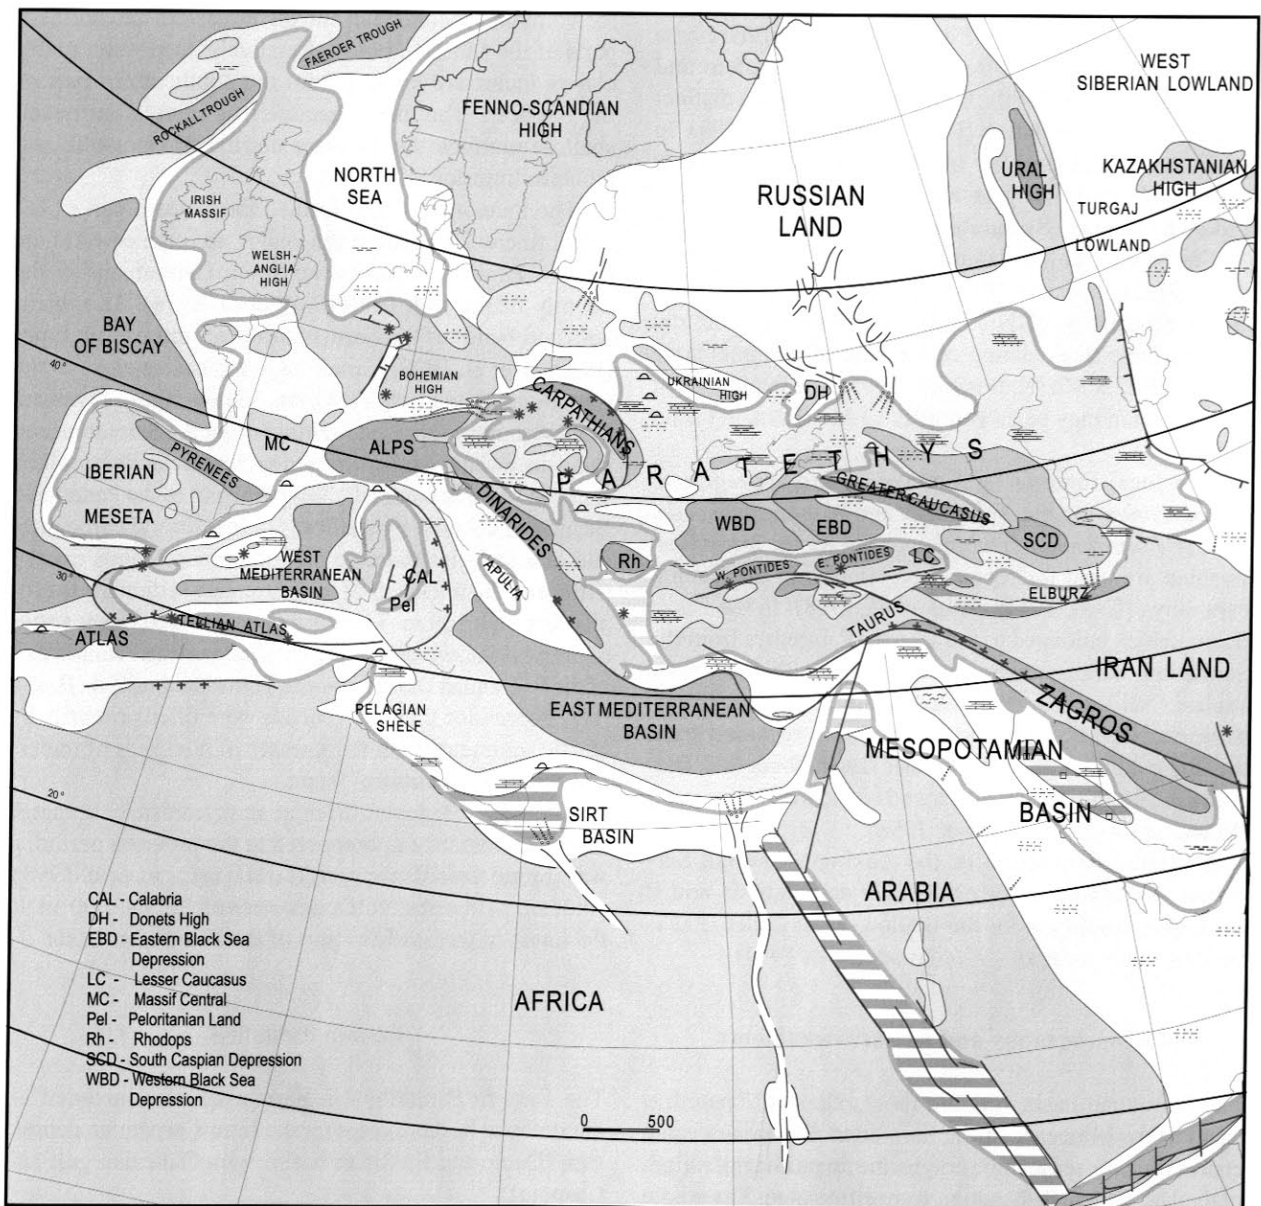 FAEROER TROUGH
ROCKALL TROUGH
FENNO-SCANDIAN
HIGH
WEST
SIBERIAN LOWLAND
NORTH
SEA
IRISH
MASSIF
RUSSIAN
LAND
URAL
HIGH
KAZAKHSTANIAN
HIGH
TURGAJ
LOWLAND
WELSH-
ANGLIA
HIGH
BAY
OF BISCAY
40°
BOHEMIAN
HIGH
CARPATHIANS
UKRAINIAN
HIGH
DH
MC
ALPS
PYRENEES
IBERIAN
MESETA
PARATETHYS
GREATER CAUCASUS
DINARIDES
WBD
EBD
SCD
WEST
MEDITERRANEAN
BASIN
30°
CAL
Pel
APULIA
Rh
W. PONTIDES
E. PONTIDES
LC
ELBURZ
TAURUS
ATLAS
TELLIAN ATLAS
IRAN LAND
ZAGROS
PELAGIAN
SHELF
EAST MEDITERRANEAN
BASIN
MESOPOTAMIAN
BASIN
20°
SIRT
BASIN
ARABIA
AFRICA
CAL - Calabria
DH - Donets High
EBD - Eastern Black Sea
Depression
LC - Lesser Caucasus
MC - Massif Central
Pel - Peloritanian Land
Rh - Rhodops
SCD - South Caspian Depression
WBD - Western Black Sea
Depression
0 500